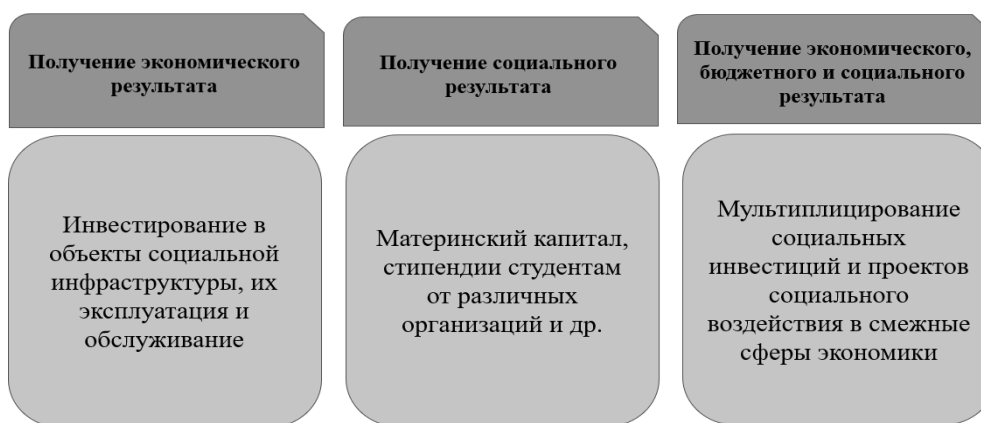 Получение экономического
результата
Получение социального
результата
Получение экономического,
бюджетного и социального
результата
Инвестирование в
объекты социальной
инфраструктуры, их
эксплуатация и
обслуживание
Материнский капитал,
стипендии студентам
от различных
организаций и др.
Мультиплицирование
социальных
инвестиций и проектов
социального
воздействия в смежные
сферы экономики